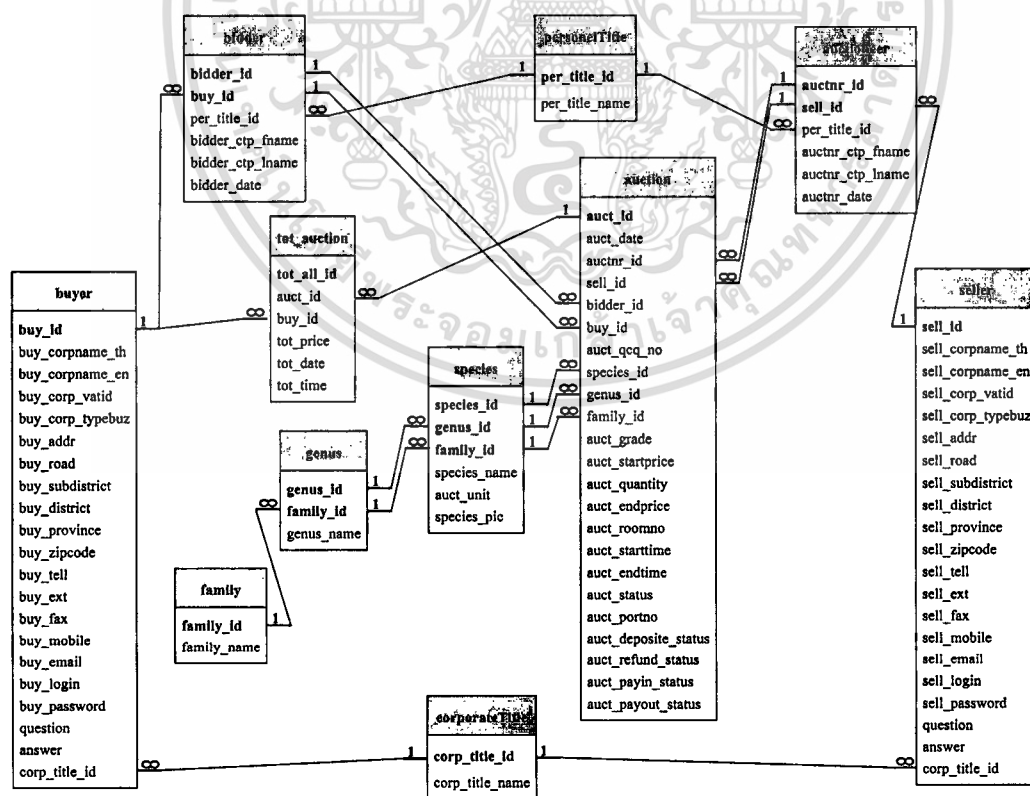 bidder
bidder_id
buy_id
per_title_id
bidder_ctp_fname
bidder_ctp_lname
bidder_date
personelTitle
per_title_id
per_title_name
auctioneer
auctnr_id
sell_id
per_title_id
auctnr_ctp_fname
auctnr_ctp_lname
auctnr_date
tot_auction
tot_all_id
auct_id
buy_id
tot_price
tot_date
tot_time
auction
auct_id
auct_date
auctnr_id
sell_id
bidder_id
buy_id
auct_qcq_no
species_id
genus_id
family_id
auct_grade
auct_startprice
auct_quantity
auct_endprice
auct_roomno
auct_starttime
auct_endtime
auct_status
auct_portno
auct_deposite_status
auct_refund_status
auct_payin_status
auct_payout_status
buyer
buy_id
buy_corpname_th
buy_corpname_en
buy_corp_vatid
buy_corp_typebuz
buy_addr
buy_road
buy_subdistrict
buy_district
buy_province
buy_zipcode
buy_tell
buy_ext
buy_fax
buy_mobile
buy_email
buy_login
buy_password
question
answer
corp_title_id
species
species_id
genus_id
family_id
species_name
auct_unit
species_pic
genus
genus_id
family_id
genus_name
family
family_id
family_name
corporateTitle
corp_title_id
corp_title_name
seller
sell_id
sell_corpname_th
sell_corpname_en
sell_corp_vatid
sell_corp_typebuz
sell_addr
sell_road
sell_subdistrict
sell_district
sell_province
sell_zipcode
sell_tell
sell_ext
sell_fax
sell_mobile
sell_email
sell_login
sell_password
question
answer
corp_title_id